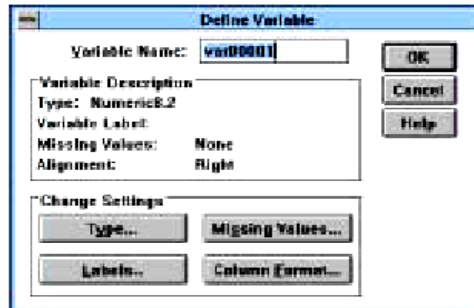 Define Variable
Variable Name: var00001
OK
Cancel
Help
Variable Description
Type: Numeric8.2
Variable Label:
Missing Values: None
Alignment: Right
Change Settings
Type...
Missing Values...
Labels...
Column Format...